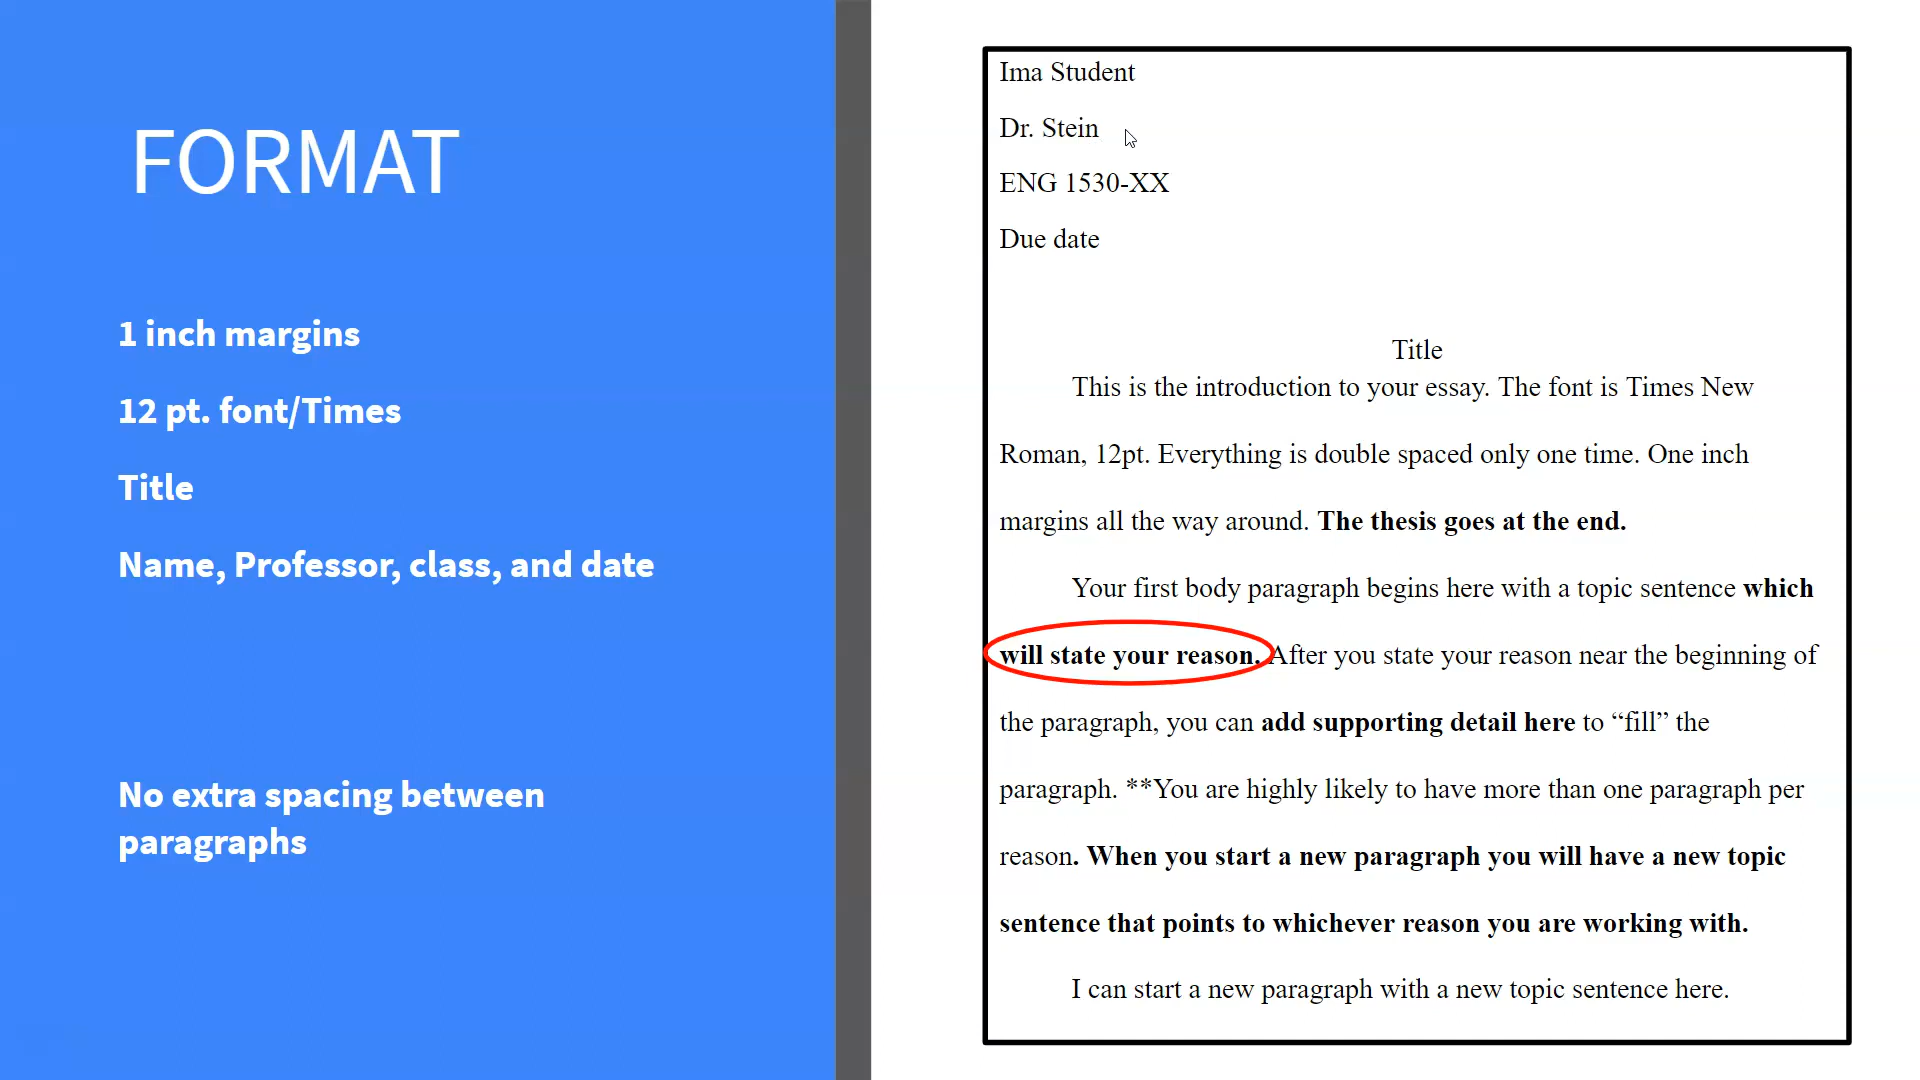 FORMAT
1 inch margins
12 pt. font/Times
Title
Name, Professor, class, and date
No extra spacing between
paragraphs
Ima Student
Dr. Stein
ENG 1530-XX
Due date
Title
This is the introduction to your essay. The font is Times New
Roman, 12pt. Everything is double spaced only one time. One inch
margins all the way around. The thesis goes at the end.
Your first body paragraph begins here with a topic sentence which
will state your reason. After you state your reason near the beginning of
the paragraph, you can add supporting detail here to “fill” the
paragraph. **You are highly likely to have more than one paragraph per
reason. When you start a new paragraph you will have a new topic
sentence that points to whichever reason you are working with.
I can start a new paragraph with a new topic sentence here.